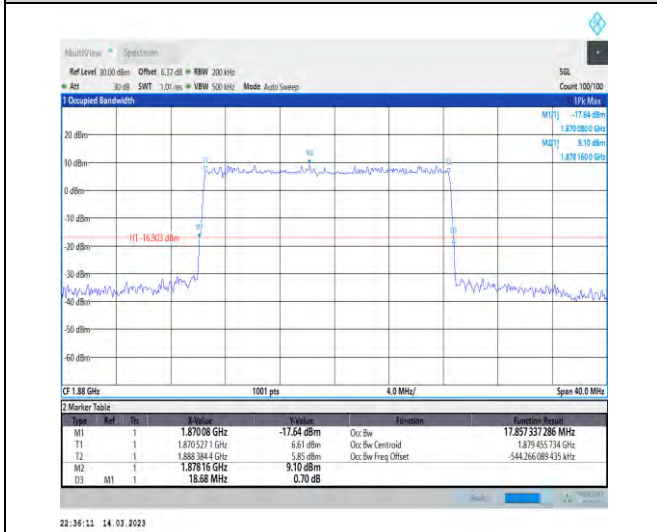 MultiView Spectrum
Ref Level 30.00 dBm Offset 6.37 dB RBW 200 kHz SGL
Att 30 dB SWT 1.01 ms VBW 500 kHz Mode Auto Sweep Count 100/100
1 Occupied Bandwidth 1Pk Max
M1[1] -17.64 dBm
1.870 080 0 GHz
20 dBm
M2[1] 9.10 dBm
1.878 160 0 GHz
M2
10 dBm
T1 T2
0 dBm
-10 dBm
M1
D3
H1 -16.903 dBm
-20 dBm
-30 dBm
-40 dBm
-50 dBm
-60 dBm
CF 1.88 GHz 1001 pts 4.0 MHz/ Span 40.0 MHz
2 Marker Table
Type Ref Trc X-Value Y-Value Function Function Result
M1 1 1.87008 GHz -17.64 dBm Occ Bw 17.857 337 286 MHz
T1 1 1.870 527 1 GHz 6.61 dBm Occ Bw Centroid 1.879 455 734 GHz
T2 1 1.888 384 4 GHz 5.85 dBm Occ Bw Freq Offset -544.266 089 435 kHz
M2 1 1.87816 GHz 9.10 dBm
D3 M1 1 18.68 MHz 0.70 dB
22:36:11 14.03.2023